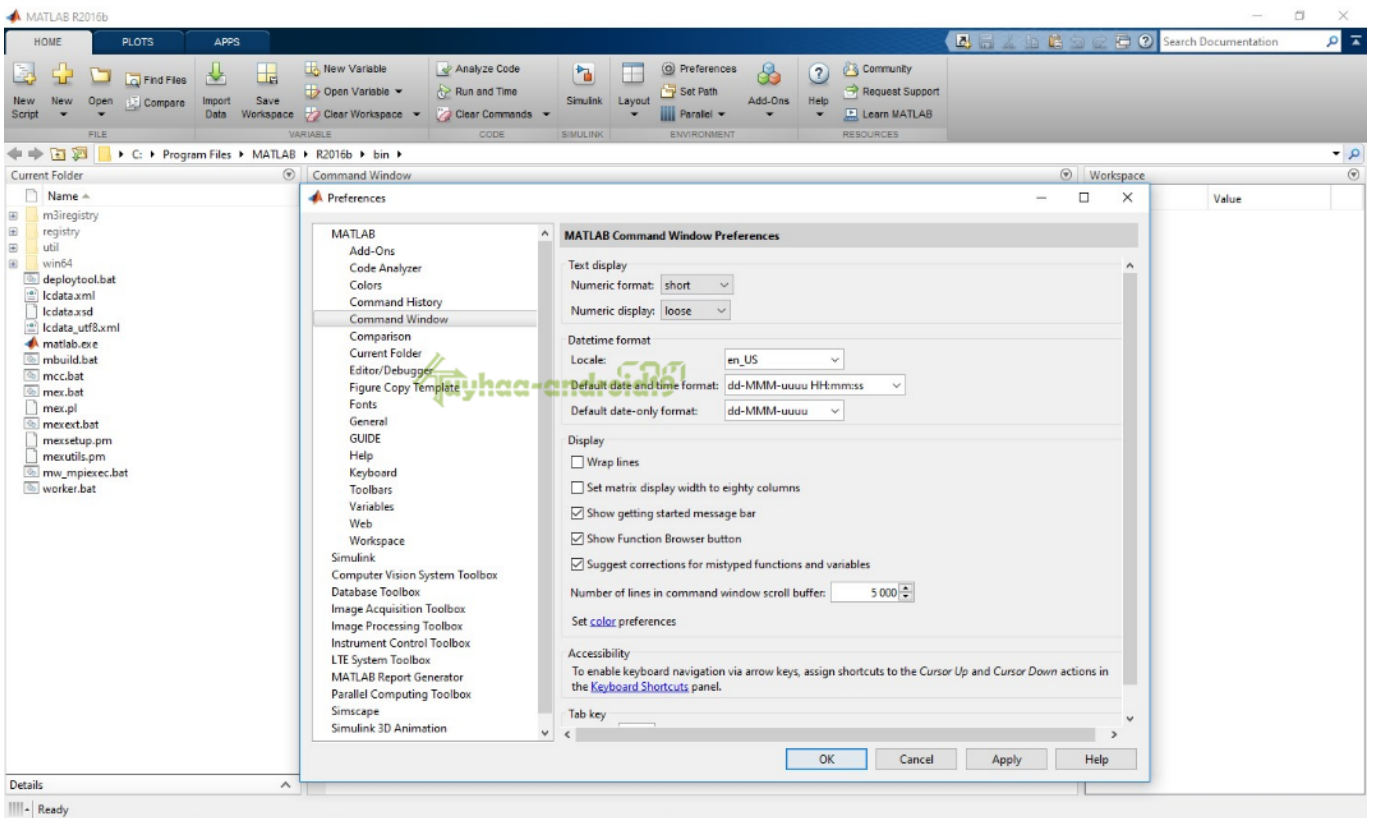 MATLAB R2016b
HOME PLOTS APPS
Search Documentation
New Script
New
Open
Find Files
Compare
Import Data
Save Workspace
New Variable
Open Variable
Clear Workspace
Analyze Code
Run and Time
Clear Commands
Simulink
Layout
Preferences
Set Path
Parallel
Add-Ons
Help
Community
Request Support
Learn MATLAB
FILE VARIABLE CODE SIMULINK ENVIRONMENT RESOURCES
C: Program Files MATLAB R2016b bin
Current Folder
Name
m3iregistry
registry
util
win64
deploytool.bat
lcdata.xml
lcdata.xsd
lcdata_utf8.xml
matlab.exe
mbuild.bat
mcc.bat
mex.bat
mex.pl
mexext.bat
mexsetup.pm
mexutils.pm
mw_mpiexec.bat
worker.bat
Details
Ready
Command Window
Workspace
Value
Preferences
MATLAB
Add-Ons
Code Analyzer
Colors
Command History
Command Window
Comparison
Current Folder
Editor/Debugger
Figure Copy Template
Fonts
General
GUIDE
Help
Keyboard
Toolbars
Variables
Web
Workspace
Simulink
Computer Vision System Toolbox
Database Toolbox
Image Acquisition Toolbox
Image Processing Toolbox
Instrument Control Toolbox
LTE System Toolbox
MATLAB Report Generator
Parallel Computing Toolbox
Simscape
Simulink 3D Animation
MATLAB Command Window Preferences
Text display
Numeric format: short
Numeric display: loose
Datetime format
Locale: en_US
Default date and time format: dd-MMM-uuuu HH:mm:ss
Default date-only format: dd-MMM-uuuu
Display
Wrap lines
Set matrix display width to eighty columns
Show getting started message bar
Show Function Browser button
Suggest corrections for mistyped functions and variables
Number of lines in command window scroll buffer: 5 000
Set color preferences
Accessibility
To enable keyboard navigation via arrow keys, assign shortcuts to the Cursor Up and Cursor Down actions in
the Keyboard Shortcuts panel.
Tab key
OK Cancel Apply Help